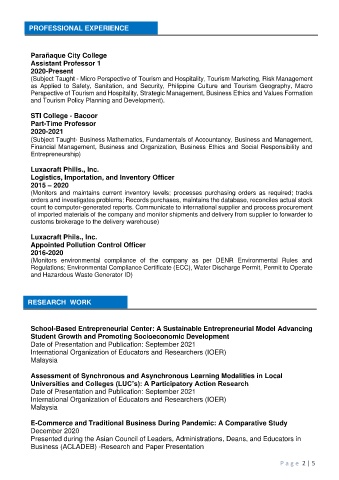 PROFESSIONAL EXPERIENCE
Parañaque City College
Assistant Professor 1
2020-Present
(Subject Taught - Micro Perspective of Tourism and Hospitality, Tourism Marketing, Risk Management
as Applied to Safety, Sanitation, and Security, Philippine Culture and Tourism Geography, Macro
Perspective of Tourism and Hospitality, Strategic Management, Business Ethics and Values Formation
and Tourism Policy Planning and Development).
STI College - Bacoor
Part-Time Professor
2020-2021
(Subject Taught- Business Mathematics, Fundamentals of Accountancy, Business and Management,
Financial Management, Business and Organization, Business Ethics and Social Responsibility and
Entrepreneurship)
Luxacraft Phills., Inc.
Logistics, Importation, and Inventory Officer
2015 – 2020
(Monitors and maintains current inventory levels; processes purchasing orders as required; tracks
orders and investigates problems; Records purchases, maintains the database, reconciles actual stock
count to computer-generated reports. Communicate to international supplier and process procurement
of imported materials of the company and monitor shipments and delivery from supplier to forwarder to
customs brokerage to the delivery warehouse)
Luxacraft Phils., Inc.
Appointed Pollution Control Officer
2016-2020
(Monitors environmental compliance of the company as per DENR Environmental Rules and
Regulations: Environmental Compliance Certificate (ECC), Water Discharge Permit, Permit to Operate
and Hazardous Waste Generator ID)
RESEARCH WORK
School-Based Entrepreneurial Center: A Sustainable Entrepreneurial Model Advancing
Student Growth and Promoting Socioeconomic Development
Date of Presentation and Publication: September 2021
International Organization of Educators and Researchers (IOER)
Malaysia
Assessment of Synchronous and Asynchronous Learning Modalities in Local
Universities and Colleges (LUC's): A Participatory Action Research
Date of Presentation and Publication: September 2021
International Organization of Educators and Researchers (IOER)
Malaysia
E-Commerce and Traditional Business During Pandemic: A Comparative Study
December 2020
Presented during the Asian Council of Leaders, Administrations, Deans, and Educators in
Business (ACLADEB) -Research and Paper Presentation
Page 2 | 5